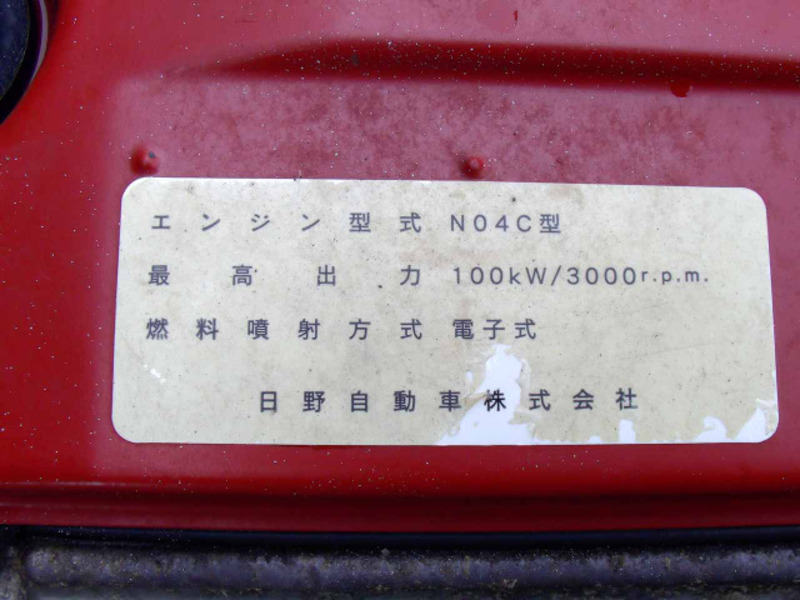 エンジン型式 N04C型
最高出力 100kW/3000r.p.m.
燃料噴射方式 電子式
日野自動車株式会社